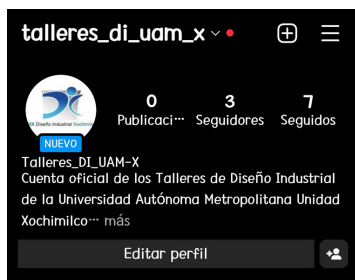 talleres_di_uam_x
0 3 7
Publicaci··· Seguidores Seguidos
NUEVO
Talleres_DI_UAM-X
Cuenta oficial de los Talleres de Diseño Industrial
de la Universidad Autónoma Metropolitana Unidad
Xochimilco··· más
Editar perfil